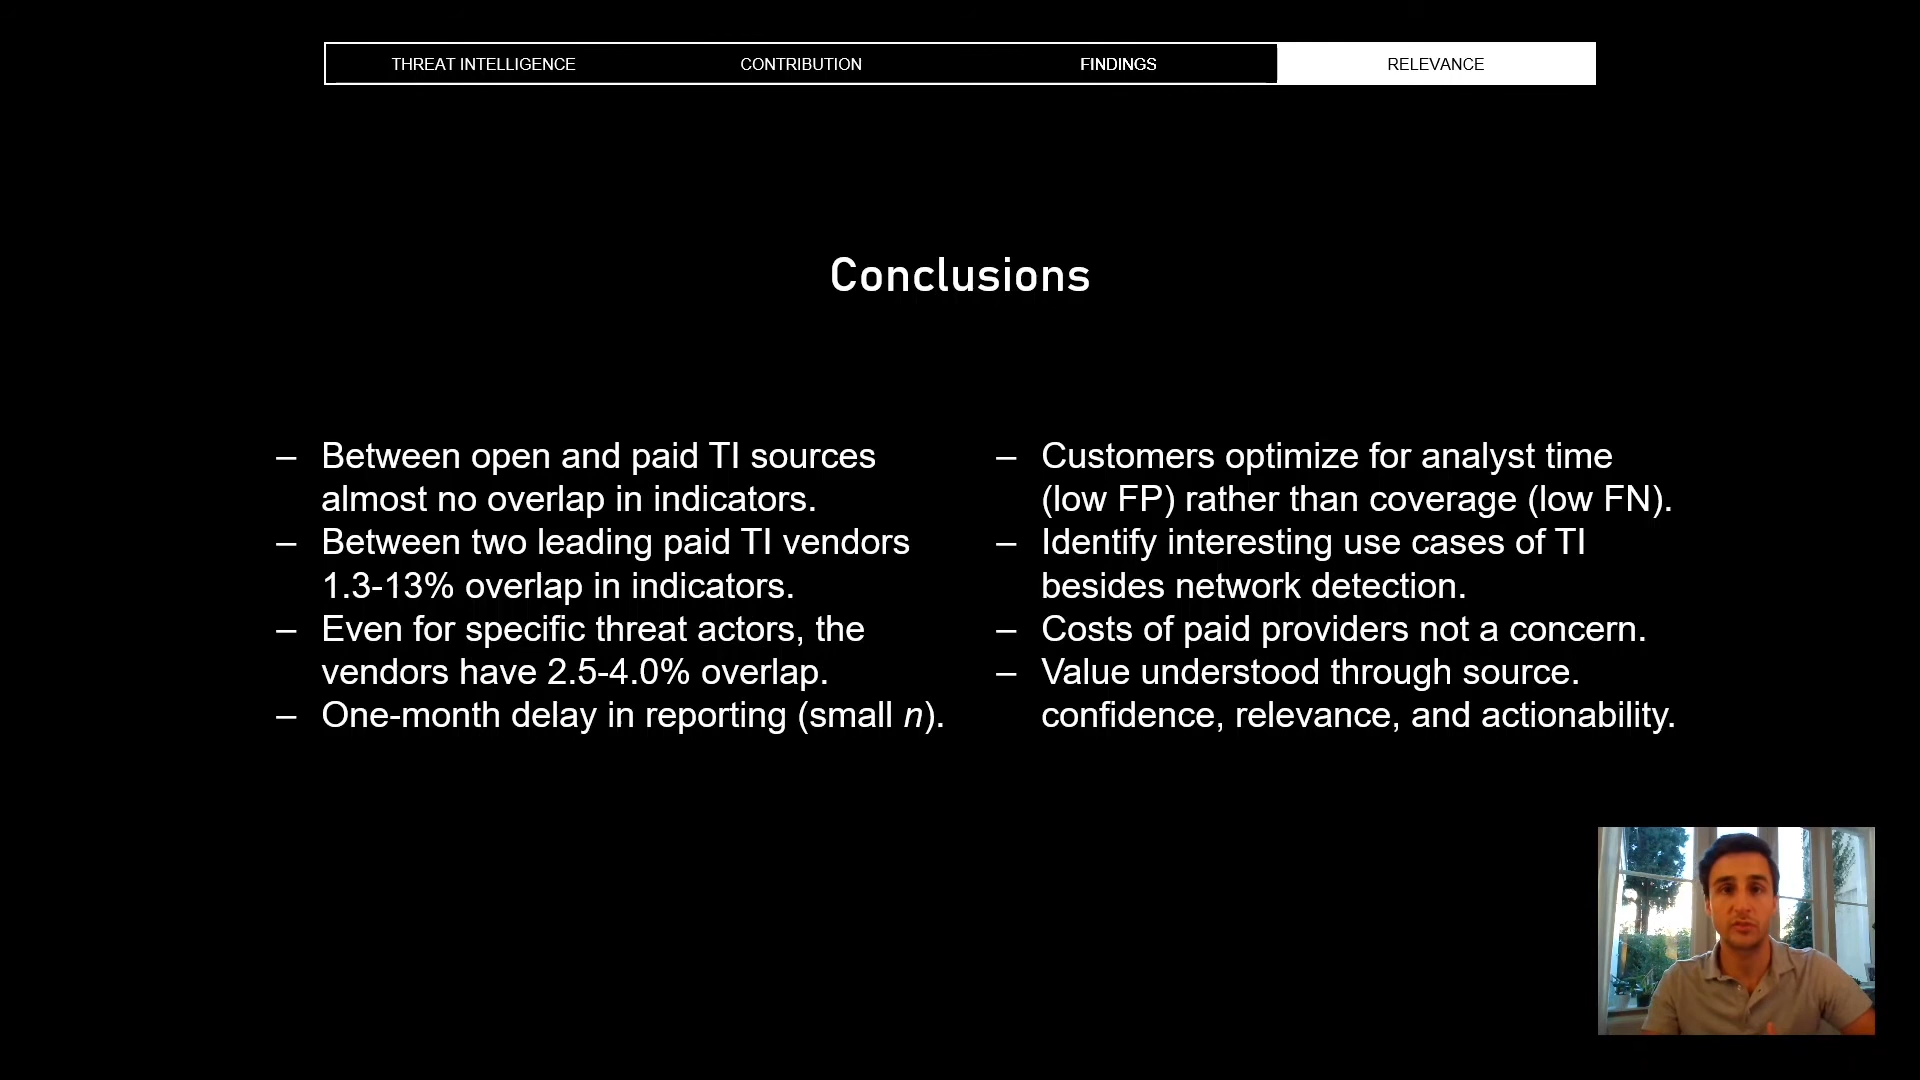 THREAT INTELLIGENCE
CONTRIBUTION
FINDINGS
RELEVANCE
Conclusions
– Between open and paid TI sources
almost no overlap in indicators.
– Between two leading paid TI vendors
1.3-13% overlap in indicators.
– Even for specific threat actors, the
vendors have 2.5-4.0% overlap.
– One-month delay in reporting (small n).
– Customers optimize for analyst time
(low FP) rather than coverage (low FN).
– Identify interesting use cases of TI
besides network detection.
– Costs of paid providers not a concern.
– Value understood through source.
confidence, relevance, and actionability.